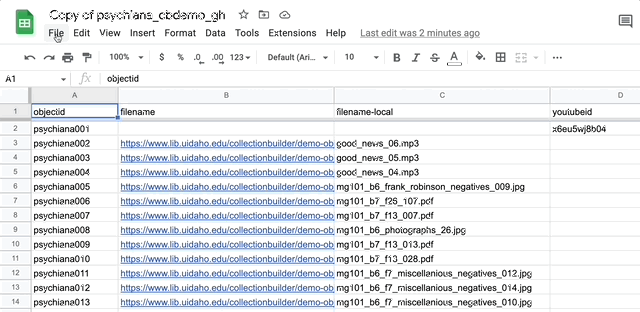 Copy of psychiana_cbdemo_gh
File Edit View Insert Format Data Tools Extensions Help Last edit was 2 minutes ago
100% $ % .0 .00 123 Default (Ari... 10 B I S A
A1 fx objectid
A B C D
1 objectid filename filename-local youtubeid
2 psychiana001 x6eu5wj8b04
3 psychiana002 https://www.lib.uidaho.edu/collectionbuilder/demo-ob good_news_06.mp3
4 psychiana003 https://www.lib.uidaho.edu/collectionbuilder/demo-ob good_news_05.mp3
5 psychiana004 https://www.lib.uidaho.edu/collectionbuilder/demo-ob good_news_04.mp3
6 psychiana005 https://www.lib.uidaho.edu/collectionbuilder/demo-ob mg101_b6_frank_robinson_negatives_009.jpg
7 psychiana006 https://www.lib.uidaho.edu/collectionbuilder/demo-ob mg101_b7_f25_107.pdf
8 psychiana007 https://www.lib.uidaho.edu/collectionbuilder/demo-ob mg101_b7_f13_007.pdf
9 psychiana008 https://www.lib.uidaho.edu/collectionbuilder/demo-ob mg101_b6_photographs_26.jpg
10 psychiana009 https://www.lib.uidaho.edu/collectionbuilder/demo-ob mg101_b7_f13_013.pdf
11 psychiana010 https://www.lib.uidaho.edu/collectionbuilder/demo-ob mg101_b7_f13_028.pdf
12 psychiana011 https://www.lib.uidaho.edu/collectionbuilder/demo-ob mg101_b6_f7_miscellanious_negatives_012.jpg
13 psychiana012 https://www.lib.uidaho.edu/collectionbuilder/demo-ob mg101_b6_f7_miscellanious_negatives_014.jpg
14 psychiana013 https://www.lib.uidaho.edu/collectionbuilder/demo-ob mg101_b6_f7_miscellanious_negatives_010.jpg